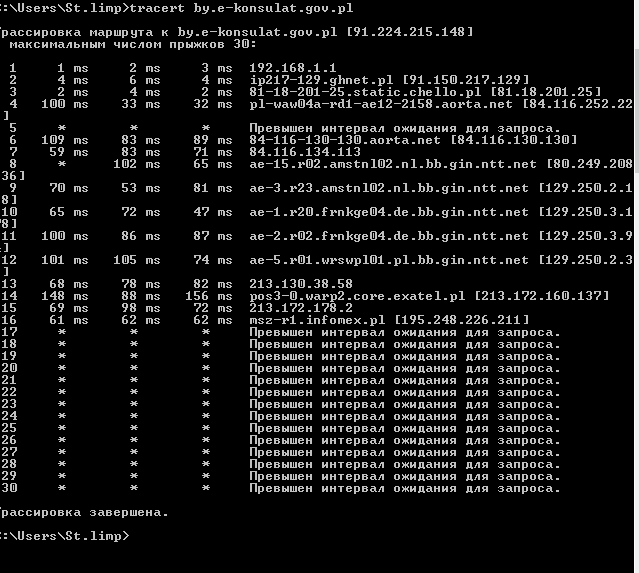 :\Users\St.limp>tracert by.e-konsulat.gov.pl
рассировка маршрута к by.e-konsulat.gov.pl [91.224.215.148]
максимальным числом прыжков 30:
1 1 ms 2 ms 3 ms 192.168.1.1
2 4 ms 6 ms 4 ms ip217-129.ghnet.pl [91.150.217.129]
3 2 ms 4 ms 2 ms 81-18-201-25.static.chello.pl [81.18.201.25]
4 100 ms 33 ms 32 ms pl-waw04a-rd1-ae12-2158.aorta.net [84.116.252.22
]
5 * * * Превышен интервал ожидания для запроса.
6 109 ms 83 ms 89 ms 84-116-130-130.aorta.net [84.116.130.130]
7 59 ms 83 ms 71 ms 84.116.134.113
8 * 102 ms 65 ms ae-15.r02.amstnl02.nl.bb.gin.ntt.net [80.249.208
36]
9 70 ms 53 ms 81 ms ae-3.r23.amstnl02.nl.bb.gin.ntt.net [129.250.2.1
8]
10 65 ms 72 ms 47 ms ae-1.r20.frnkge04.de.bb.gin.ntt.net [129.250.3.1
8]
11 100 ms 86 ms 87 ms ae-2.r02.frnkge04.de.bb.gin.ntt.net [129.250.3.9
]
12 101 ms 105 ms 74 ms ae-5.r01.wrswpl01.pl.bb.gin.ntt.net [129.250.2.3
]
13 68 ms 78 ms 82 ms 213.130.38.58
14 148 ms 88 ms 156 ms pos3-0.warp2.core.exatel.pl [213.172.160.137]
15 69 ms 98 ms 72 ms 213.172.178.2
16 61 ms 62 ms 62 ms msz-r1.infomex.pl [195.248.226.211]
17 * * * Превышен интервал ожидания для запроса.
18 * * * Превышен интервал ожидания для запроса.
19 * * * Превышен интервал ожидания для запроса.
20 * * * Превышен интервал ожидания для запроса.
21 * * * Превышен интервал ожидания для запроса.
22 * * * Превышен интервал ожидания для запроса.
23 * * * Превышен интервал ожидания для запроса.
24 * * * Превышен интервал ожидания для запроса.
25 * * * Превышен интервал ожидания для запроса.
26 * * * Превышен интервал ожидания для запроса.
27 * * * Превышен интервал ожидания для запроса.
28 * * * Превышен интервал ожидания для запроса.
29 * * * Превышен интервал ожидания для запроса.
30 * * * Превышен интервал ожидания для запроса.
рассировка завершена.
:\Users\St.limp>